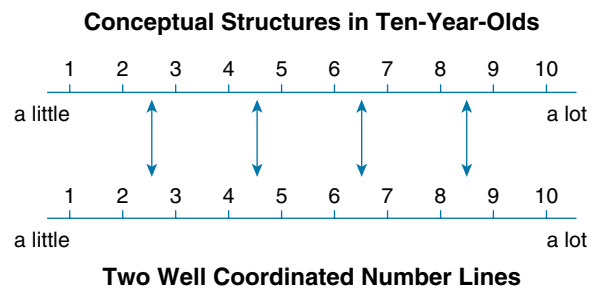 Conceptual Structures in Ten-Year-Olds
1 2 3 4 5 6 7 8 9 10
a little a lot
1 2 3 4 5 6 7 8 9 10
a little a lot
Two Well Coordinated Number Lines